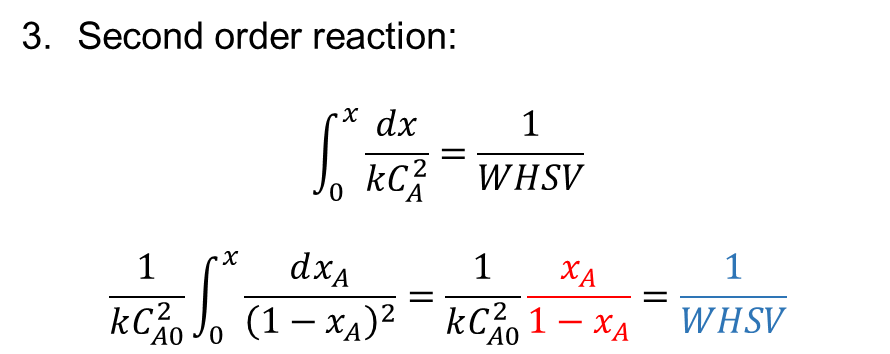 3. Second order reaction:
∫₀ˣ dx / kC_A² = 1 / WHSV
1 / kC_A0² ∫₀ˣ dx_A / (1 − x_A)² = 1 / kC_A0² x_A / 1 − x_A = 1 / WHSV